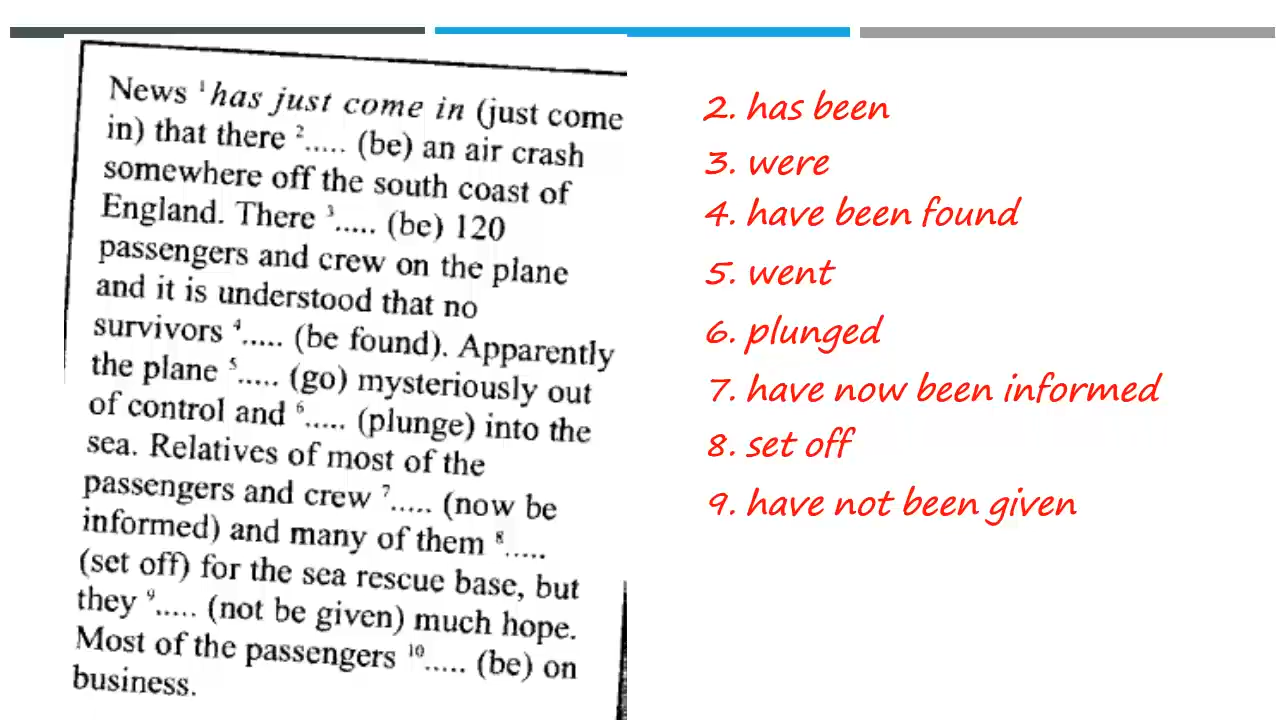 News ¹has just come in (just come
in) that there ²..... (be) an air crash
somewhere off the south coast of
England. There ³..... (be) 120
passengers and crew on the plane
and it is understood that no
survivors ⁴..... (be found). Apparently
the plane ⁵..... (go) mysteriously out
of control and ⁶..... (plunge) into the
sea. Relatives of most of the
passengers and crew ⁷..... (now be
informed) and many of them ⁸.....
(set off) for the sea rescue base, but
they ⁹..... (not be given) much hope.
Most of the passengers ¹⁰..... (be) on
business.
2. has been
3. were
4. have been found
5. went
6. plunged
7. have now been informed
8. set off
9. have not been given